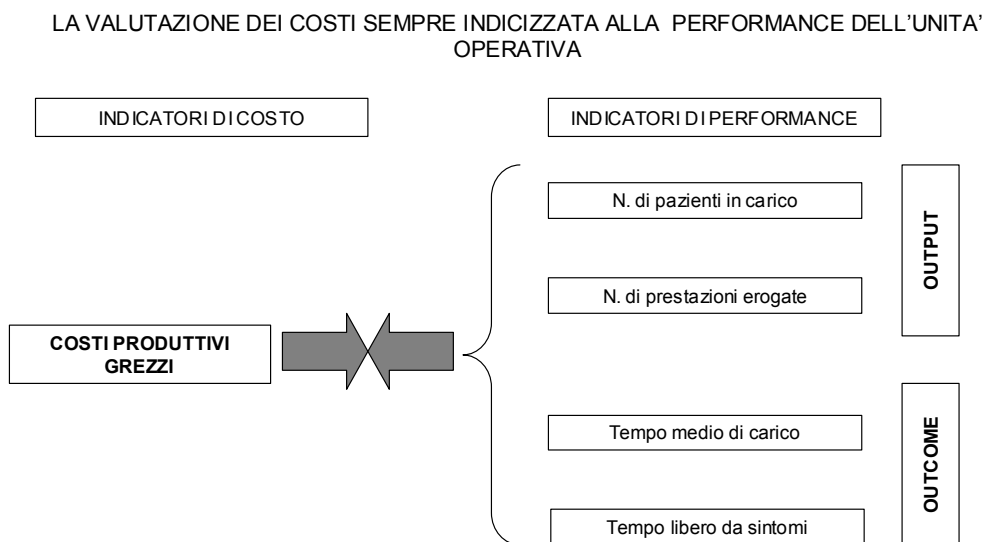 LA VALUTAZIONE DEI COSTI SEMPRE INDICIZZATA ALLA PERFORMANCE DELL'UNITA'
OPERATIVA
INDICATORI DI COSTO
INDICATORI DI PERFORMANCE
N. di pazienti in carico
OUTPUT
N. di prestazioni erogate
COSTI PRODUTTIVI
GREZZI
Tempo medio di carico
OUTCOME
Tempo libero da sintomi